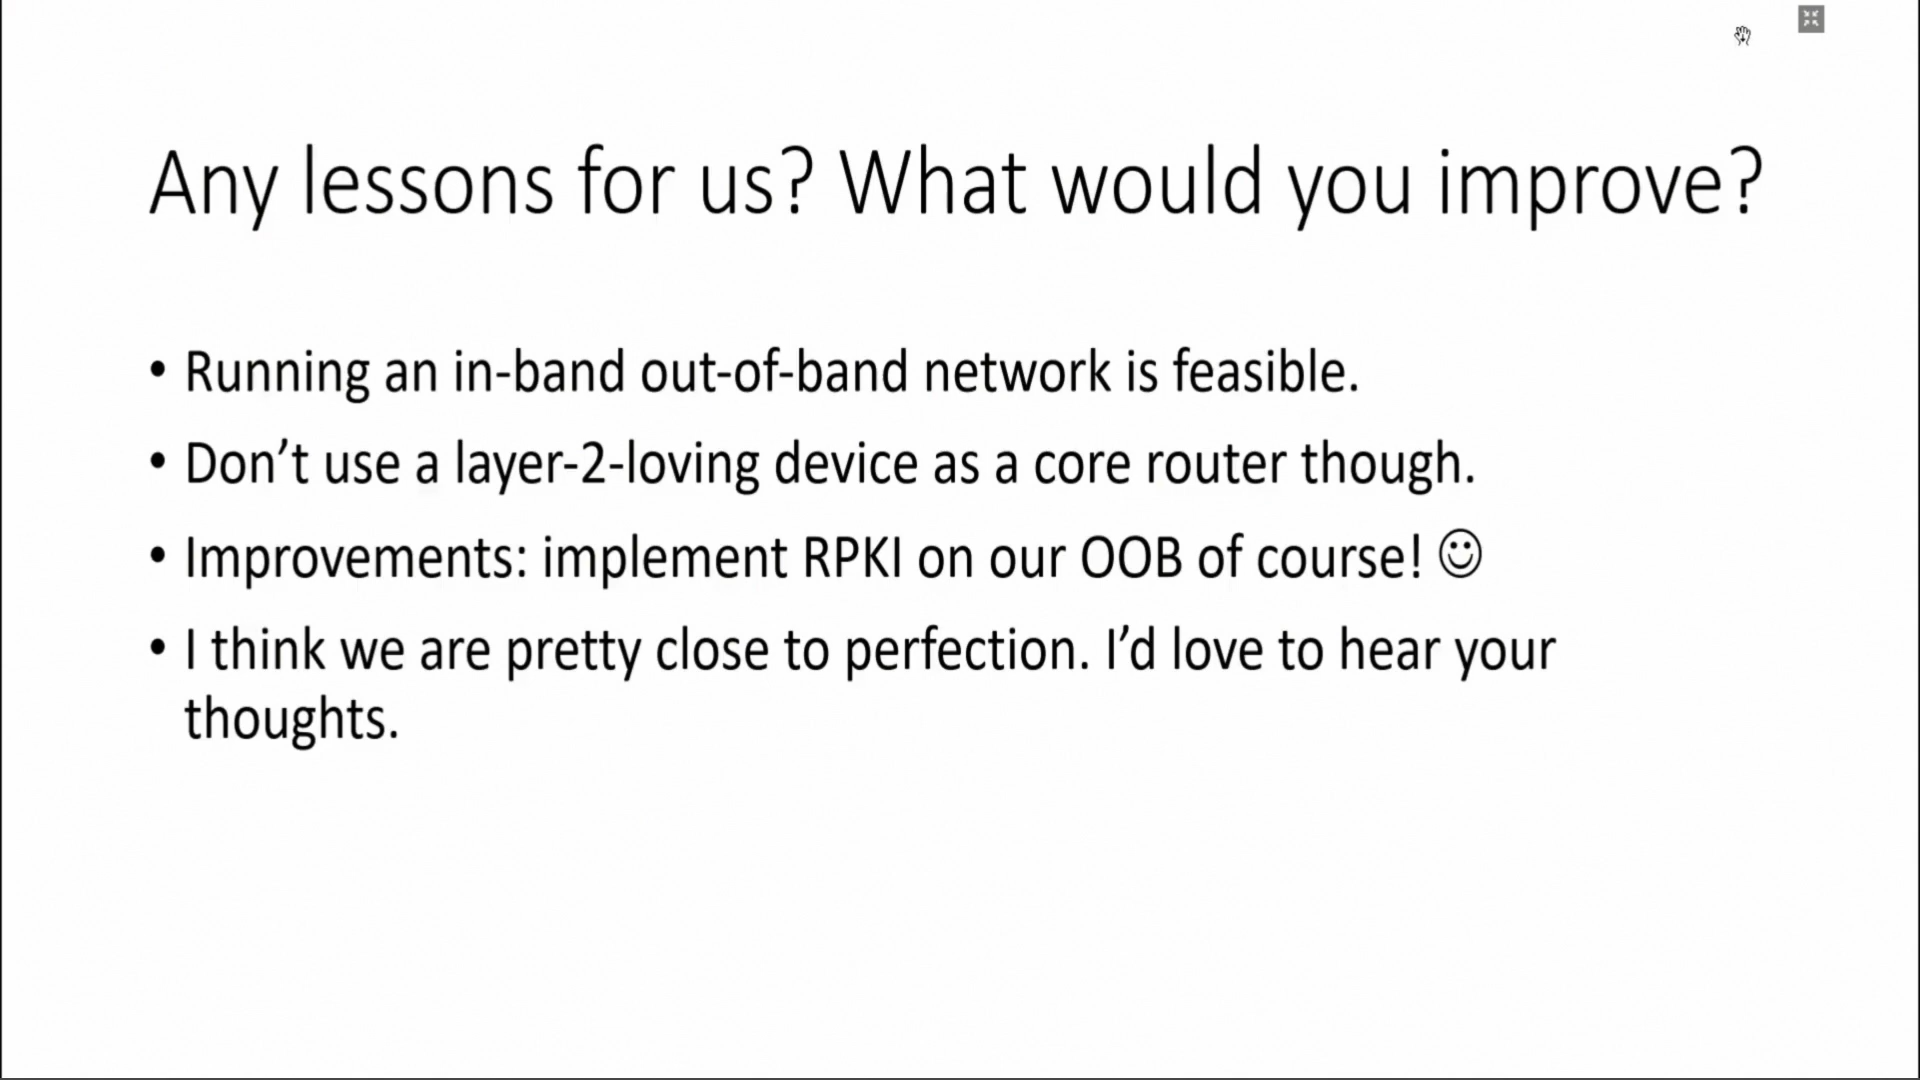 Any lessons for us? What would you improve?
• Running an in-band out-of-band network is feasible.
• Don’t use a layer-2-loving device as a core router though.
• Improvements: implement RPKI on our OOB of course! ☺
• I think we are pretty close to perfection. I’d love to hear your
thoughts.